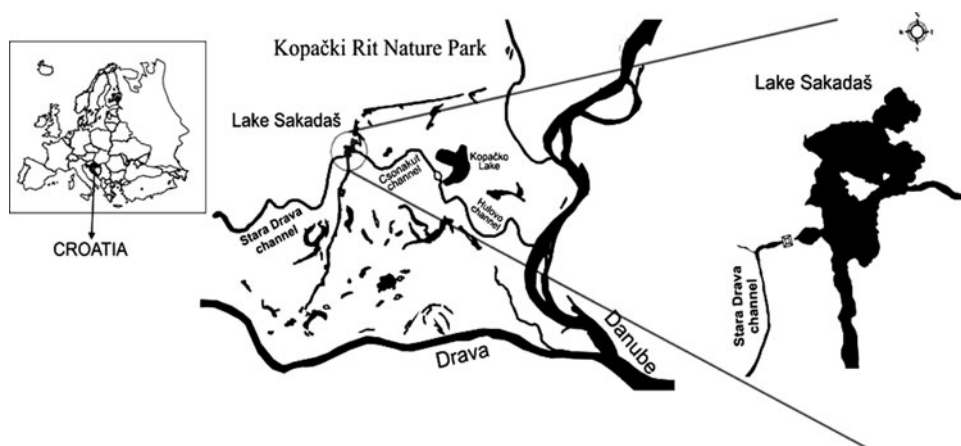 Kopački Rit Nature Park
Lake Sakadaš
Kopačko
Lake
Csonakut
channel
Hulovo
channel
Stara Drava
channel
Drava
Danube
CROATIA
Lake Sakadaš
Stara Drava
channel